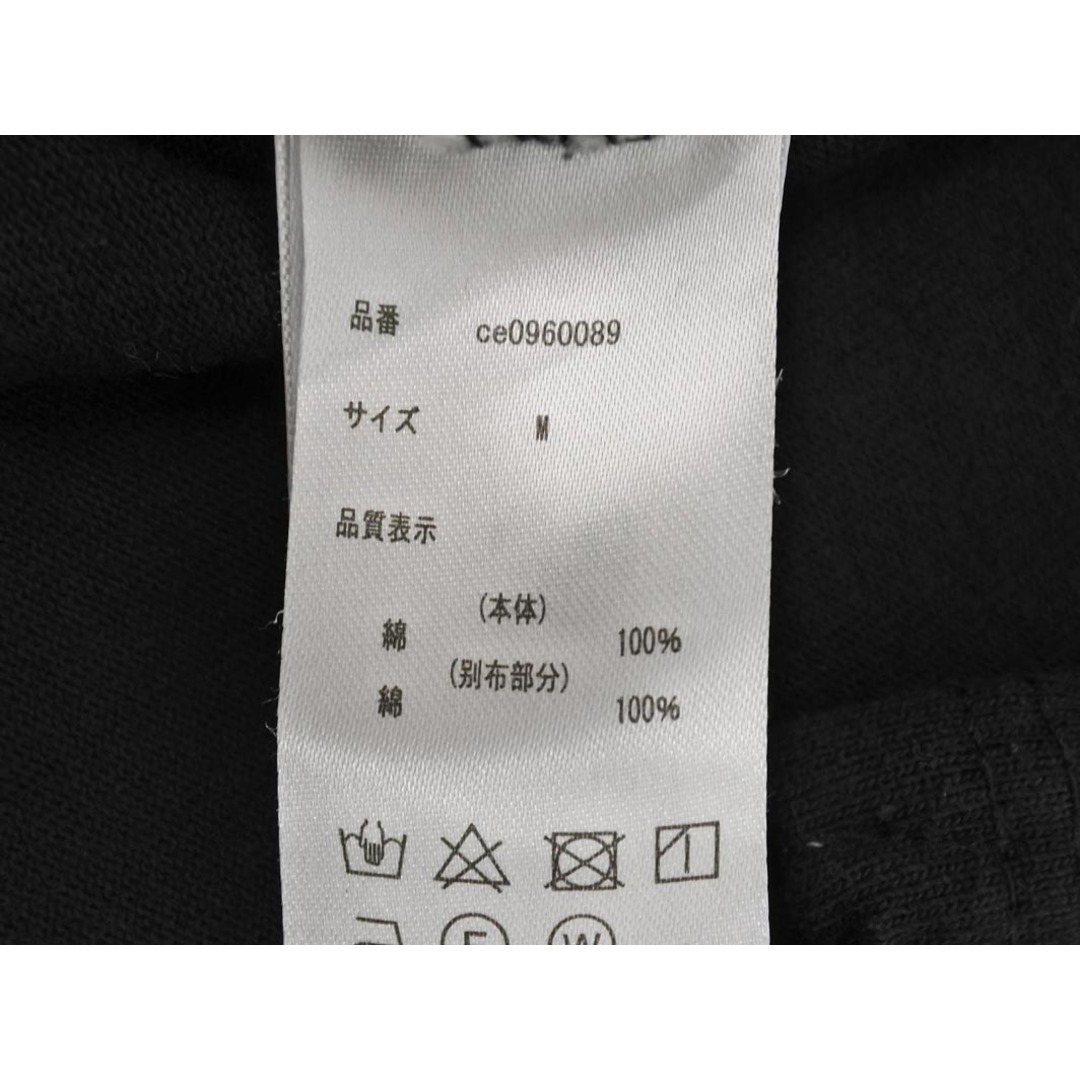 品番 ce0960089
サイズ M
品質表示
(本体)
綿 100%
(別布部分)
綿 100%
F W